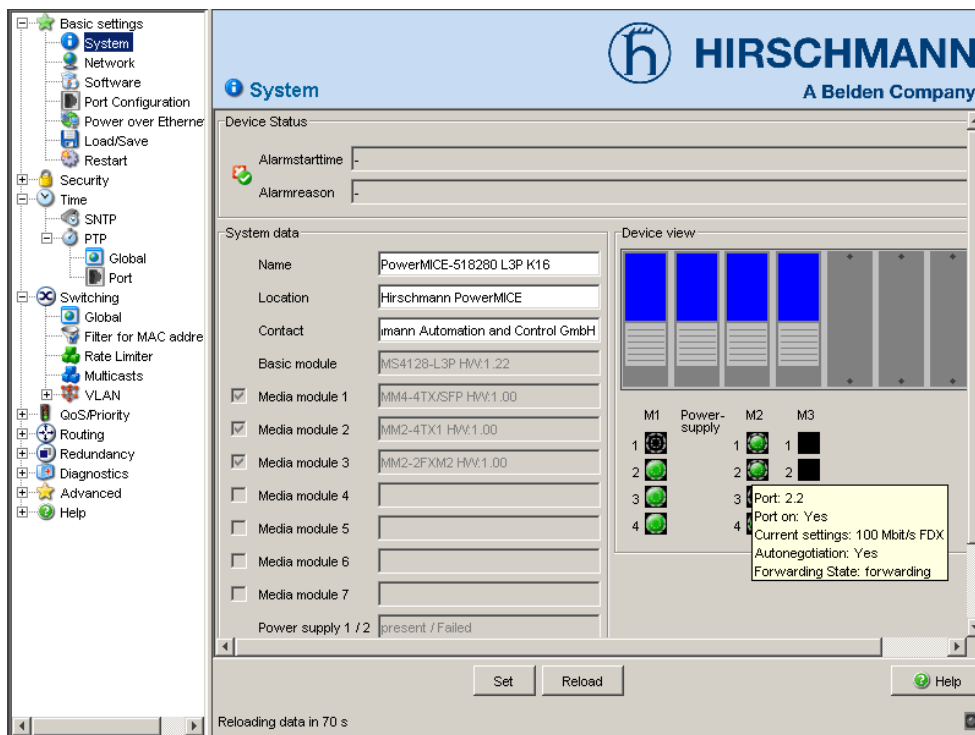 Basic settings
System
Network
Software
Port Configuration
Power over Etherne
Load/Save
Restart
Security
Time
SNTP
PTP
Global
Port
Switching
Global
Filter for MAC addre
Rate Limiter
Multicasts
VLAN
QoS/Priority
Routing
Redundancy
Diagnostics
Advanced
Help
System
HIRSCHMANN
A Belden Company
Device Status
Alarmstarttime -
Alarmreason -
System data
Name PowerMICE-518280 L3P K16
Location Hirschmann PowerMICE
Contact mann Automation and Control GmbH
Basic module MS4128-L3P HW:1.22
Media module 1 MM4-4TX/SFP HW:1.00
Media module 2 MM2-4TX1 HW:1.00
Media module 3 MM2-2FXM2 HW:1.00
Media module 4
Media module 5
Media module 6
Media module 7
Power supply 1 / 2 present / Failed
Device view
M1 Power-supply M2 M3
1 1 1
2 2 2
3 3
4 4
Port: 2.2
Port on: Yes
Current settings: 100 Mbit/s FDX
Autonegotiation: Yes
Forwarding State: forwarding
Set Reload Help
Reloading data in 70 s